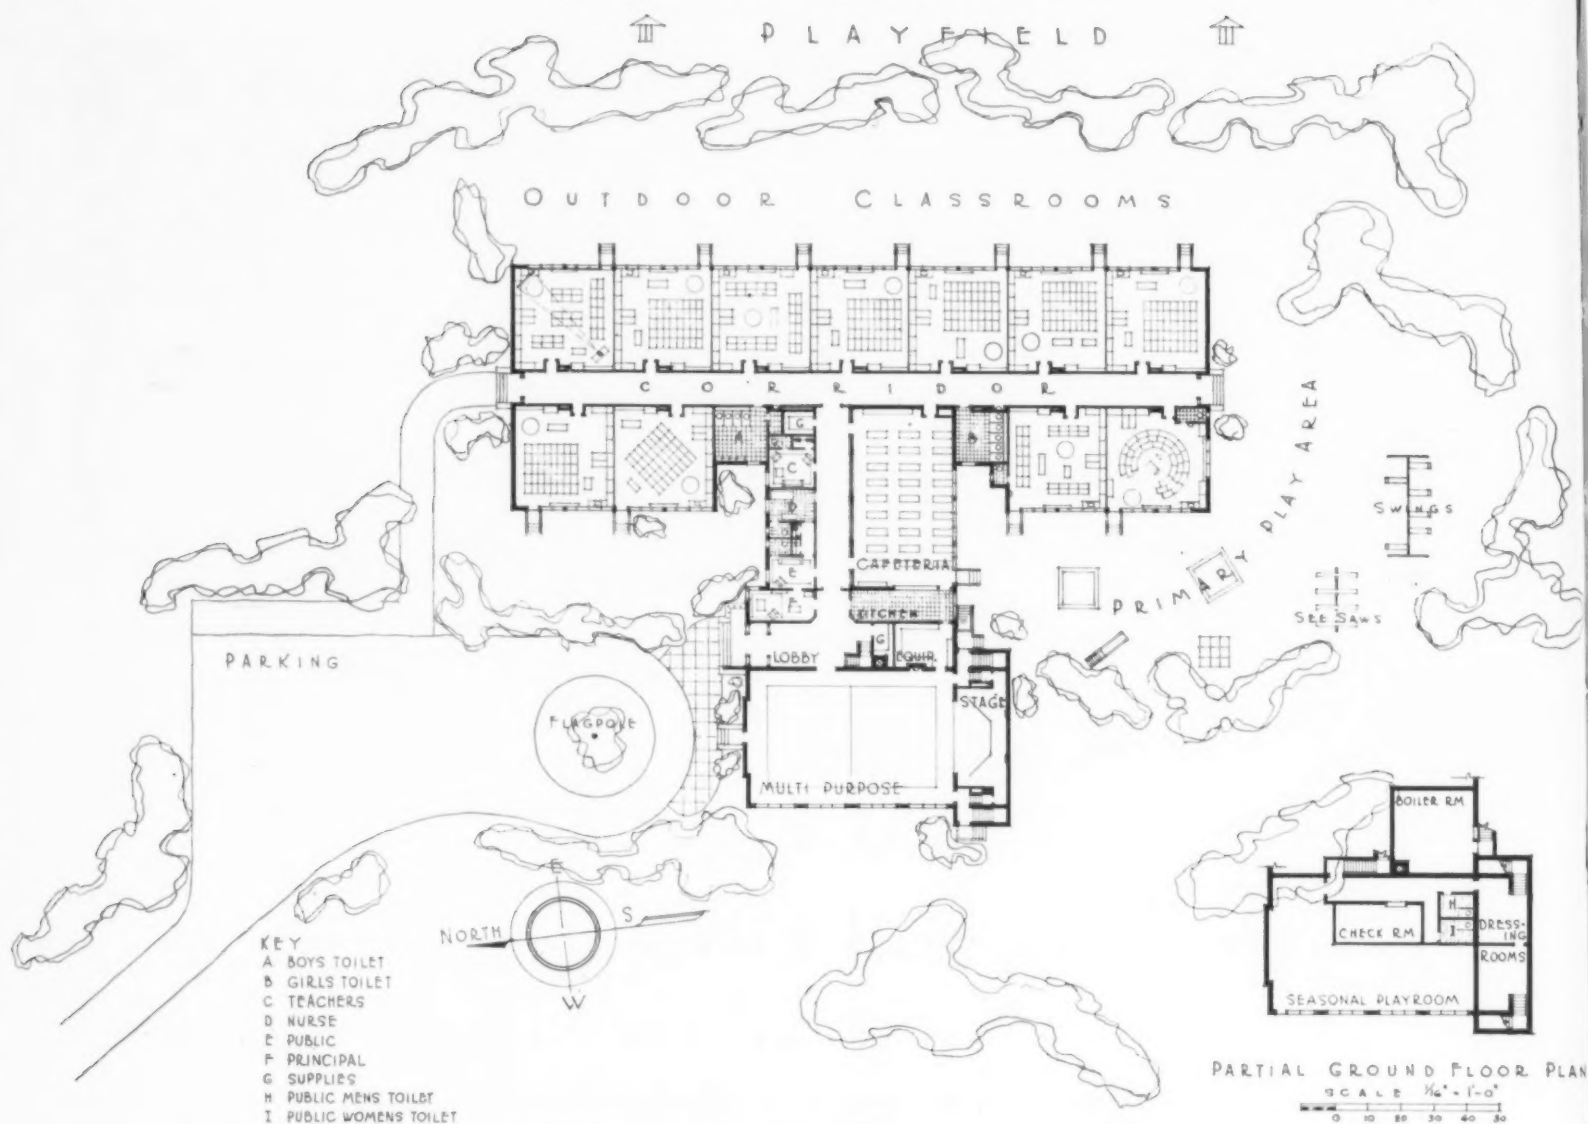 PLAYFIELD
OUTDOOR CLASSROOMS
CORRIDOR
A
G
B
C
D
H
E
CAFETERIA
F
KITCHEN
G
LOBBY
EQUIP.
STAGE
MULTI PURPOSE
PRIMARY PLAY AREA
SWINGS
SEE SAWS
PARKING
FLAGPOLE
E
NORTH
S
W
KEY
A BOYS TOILET
B GIRLS TOILET
C TEACHERS
D NURSE
E PUBLIC
F PRINCIPAL
G SUPPLIES
H PUBLIC MENS TOILET
I PUBLIC WOMENS TOILET
BOILER RM.
H
I
CHECK RM
DRESS-
ING
ROOMS
SEASONAL PLAYROOM
PARTIAL GROUND FLOOR PLAN
SCALE 1/16" = 1'-0"
0 10 20 30 40 50